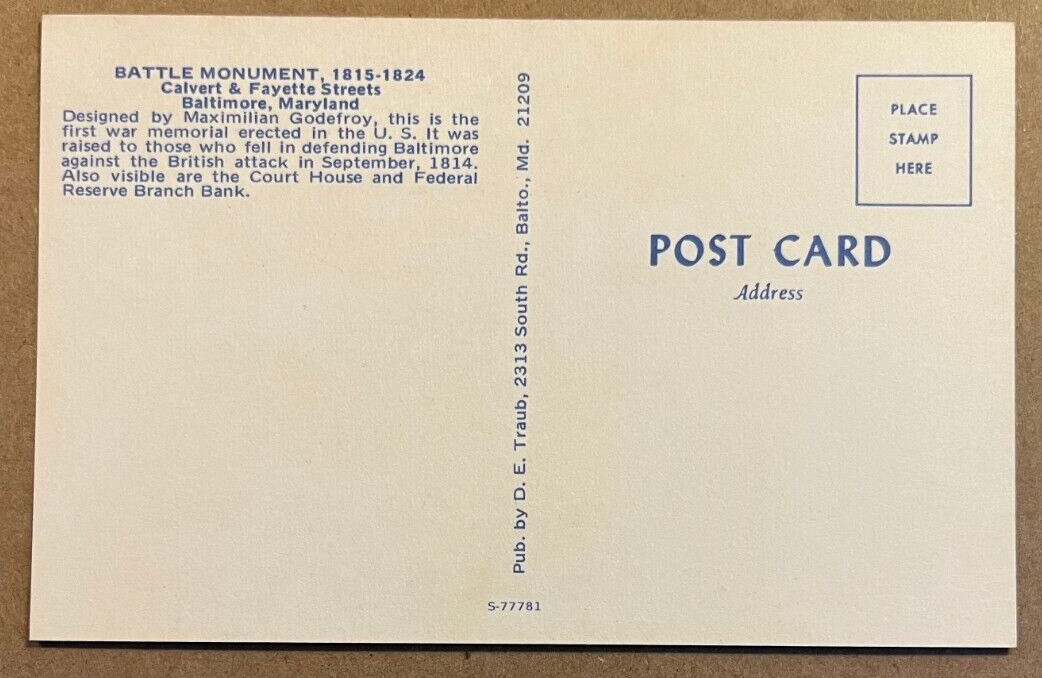 BATTLE MONUMENT, 1815-1824
Calvert & Fayette Streets
Baltimore, Maryland
Designed by Maximilian Godefroy, this is the
first war memorial erected in the U. S. It was
raised to those who fell in defending Baltimore
against the British attack in September, 1814.
Also visible are the Court House and Federal
Reserve Branch Bank.
Pub. by D. E. Traub, 2313 South Rd., Balto., Md. 21209
S-77781
PLACE
STAMP
HERE
POST CARD
Address